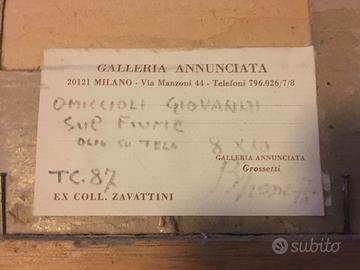 GALLERIA ANNUNCIATA
20121 MILANO - Via Manzoni 44 - Telefoni 796.026/7/8
OMICCIOLI GIOVANNI
SUL FIUME
OLIO SU TELA 8 X 10
GALLERIA ANNUNCIATA
Grossetti
TC.87
EX COLL. ZAVATTINI
subito